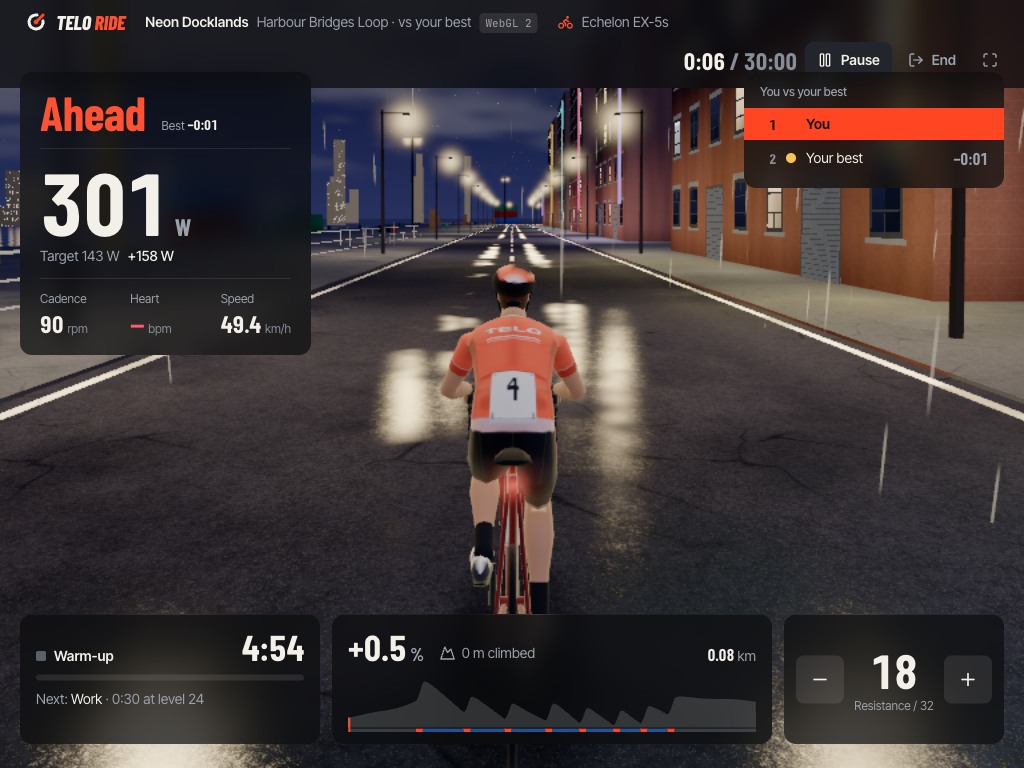 TELO RIDE Neon Docklands Harbour Bridges Loop · vs your best WebGL 2 Echelon EX-5s
0:06 / 30:00 Pause End
Ahead Best −0:01
301 W
Target 143 W +158 W
Cadence Heart Speed
90 rpm — bpm 49.4 km/h
You vs your best
1 You
2 Your best −0:01
TELO
4
Warm-up 4:54
Next: Work · 0:30 at level 24
+0.5 % 0 m climbed 0.08 km
− 18 +
Resistance / 32